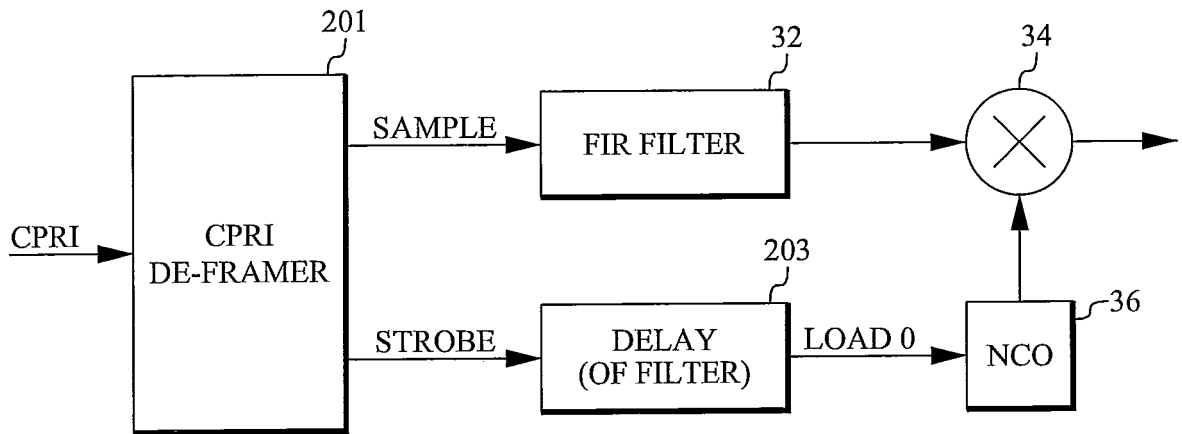 201
32
34
SAMPLE
FIR FILTER
CPRI
CPRI
DE-FRAMER
203
36
STROBE
DELAY
(OF FILTER)
LOAD 0
NCO